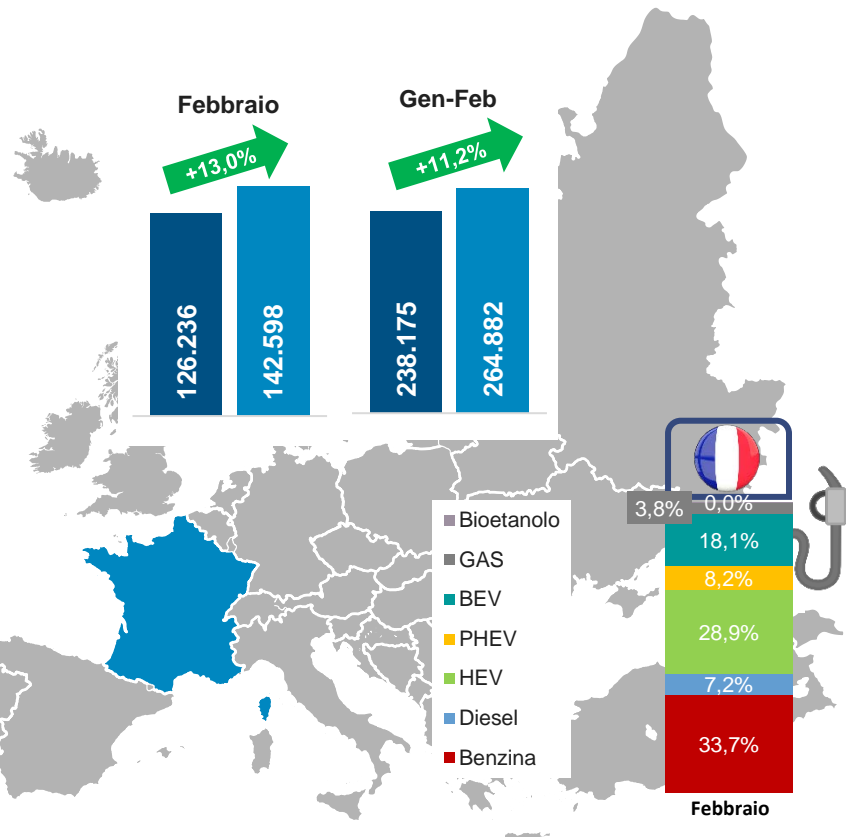 Febbraio
Gen-Feb
+13,0%
+11,2%
126.236
142.598
238.175
264.882
Bioetanolo
GAS
BEV
PHEV
HEV
Diesel
Benzina
3,8%
0,0%
18,1%
8,2%
28,9%
7,2%
33,7%
Febbraio